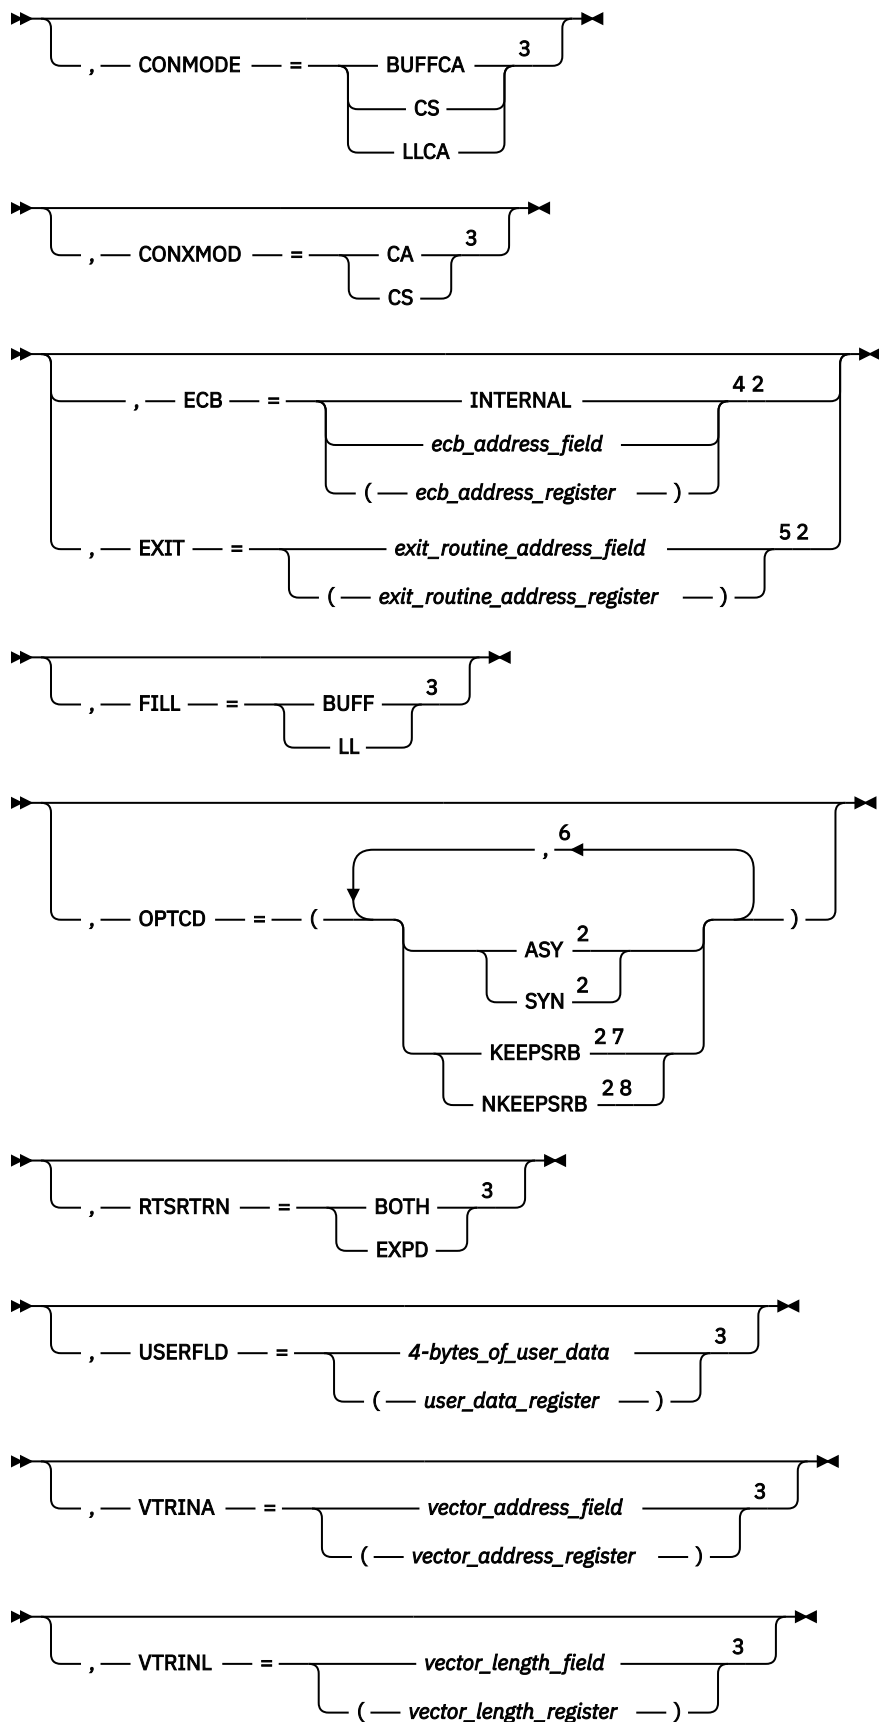 , CONMODE = BUFFCA 3
CS
LLCA
, CONXMOD = CA 3
CS
, ECB = INTERNAL 4 2
ecb_address_field
( ecb_address_register )
, EXIT = exit_routine_address_field 5 2
( exit_routine_address_register )
, FILL = BUFF 3
LL
, 6
, OPTCD = ( )
ASY 2
SYN 2
KEEPSRB 2 7
NKEEPSRB 2 8
, RTSRTRN = BOTH 3
EXPD
, USERFLD = 4-bytes_of_user_data 3
( user_data_register )
, VTRINA = vector_address_field 3
( vector_address_register )
, VTRINL = vector_length_field 3
( vector_length_register )